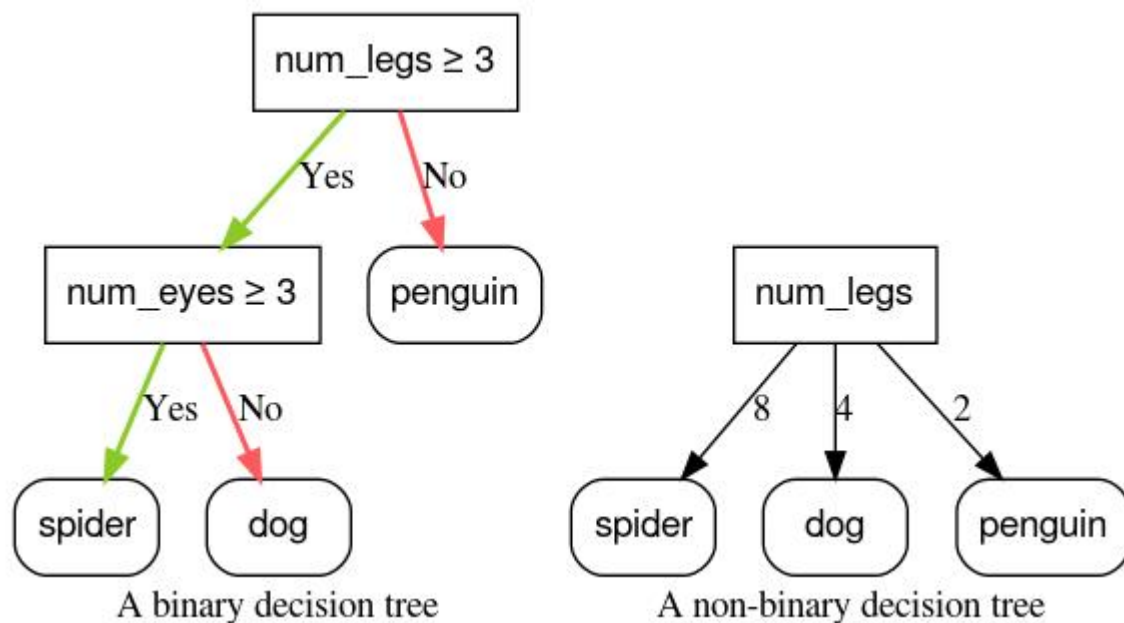 num_legs ≥ 3
Yes
No
num_eyes ≥ 3
penguin
Yes
No
spider
dog
A binary decision tree
num_legs
8
4
2
spider
dog
penguin
A non-binary decision tree